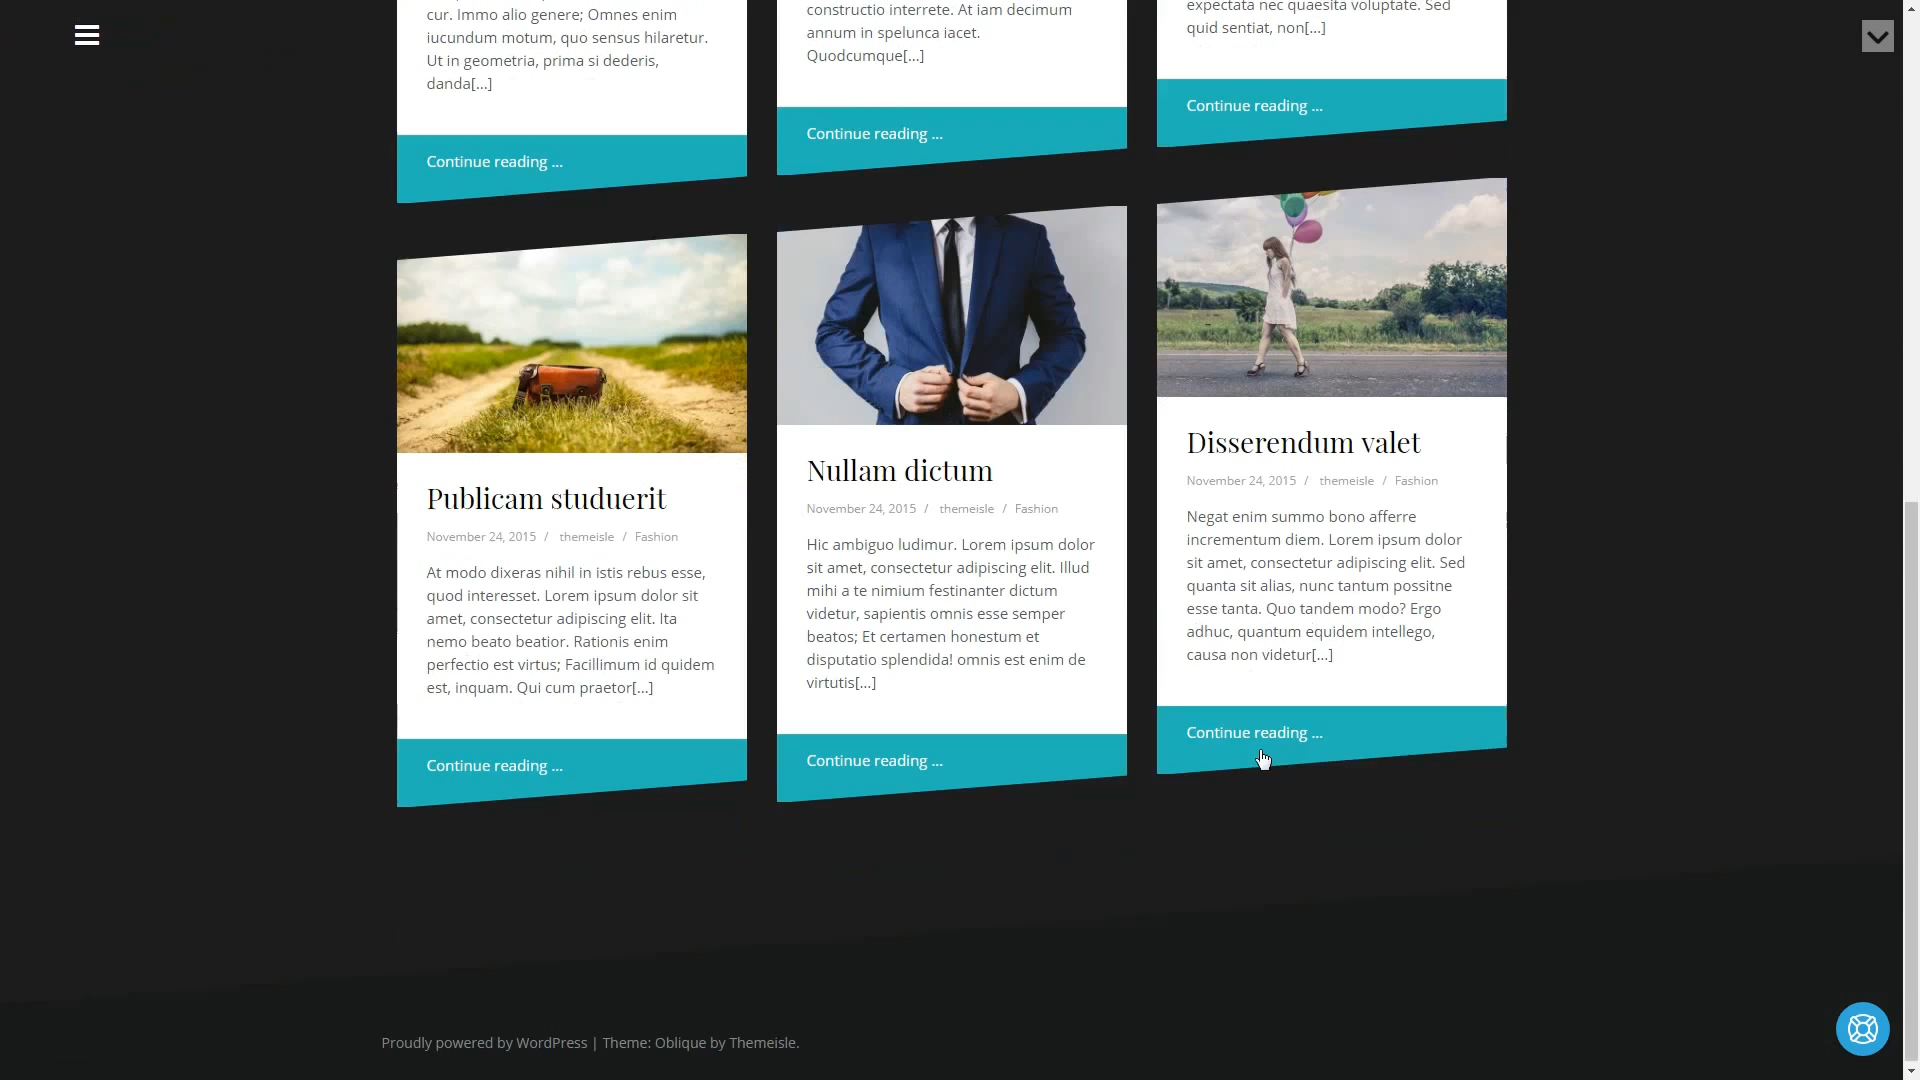 cur. Immo alio genere; Omnes enim
iucundum motum, quo sensus hilaretur.
Ut in geometria, prima si dederis,
danda[...]
Continue reading ...
constructio interrete. At iam decimum
annum in spelunca iacet.
Quodcumque[...]
Continue reading ...
expectata nec quaesita voluptate. Sed
quid sentiat, non[...]
Continue reading ...
Publicam studuerit
November 24, 2015 / themeisle / Fashion
At modo dixeras nihil in istis rebus esse,
quod interesset. Lorem ipsum dolor sit
amet, consectetur adipiscing elit. Ita
nemo beato beatior. Rationis enim
perfectio est virtus; Facillimum id quidem
est, inquam. Qui cum praetor[...]
Continue reading ...
Nullam dictum
November 24, 2015 / themeisle / Fashion
Hic ambiguo ludimur. Lorem ipsum dolor
sit amet, consectetur adipiscing elit. Illud
mihi a te nimium festinanter dictum
videtur, sapientis omnis esse semper
beatos; Et certamen honestum et
disputatio splendida! omnis est enim de
virtutis[...]
Continue reading ...
Disserendum valet
November 24, 2015 / themeisle / Fashion
Negat enim summo bono afferre
incrementum diem. Lorem ipsum dolor
sit amet, consectetur adipiscing elit. Sed
quanta sit alias, nunc tantum possitne
esse tanta. Quo tandem modo? Ergo
adhuc, quantum equidem intellego,
causa non videtur[...]
Continue reading ...
Proudly powered by WordPress | Theme: Oblique by Themeisle.